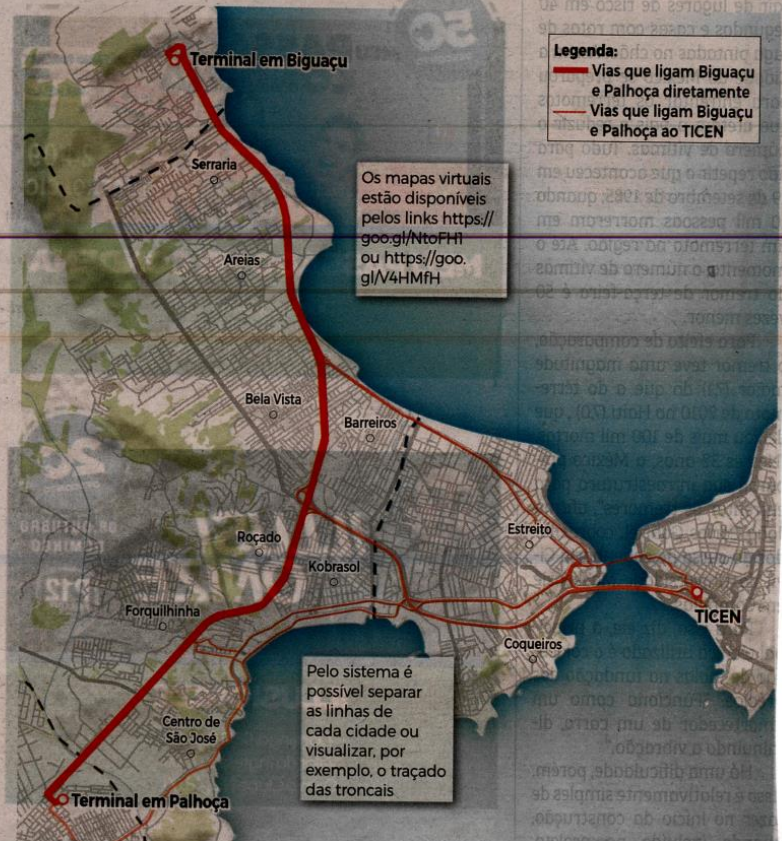 Terminal em Biguaçu
Legenda:
Vias que ligam Biguaçu
e Palhoça diretamente
Vias que ligam Biguaçu
e Palhoça ao TICEN
Serraria
Os mapas virtuais
estão disponíveis
pelos links https://
goo.gl/NtoFH1
ou https://goo.
gl/V4HMfH
Areias
Bela Vista
Barreiros
Roçado
Estreito
Kobrasol
Forquilhinha
TICEN
Coqueiros
Pelo sistema é
possível separar
as linhas de
cada cidade ou
visualizar, por
exemplo, o traçado
das troncais
Centro de
São José
Terminal em Palhoça